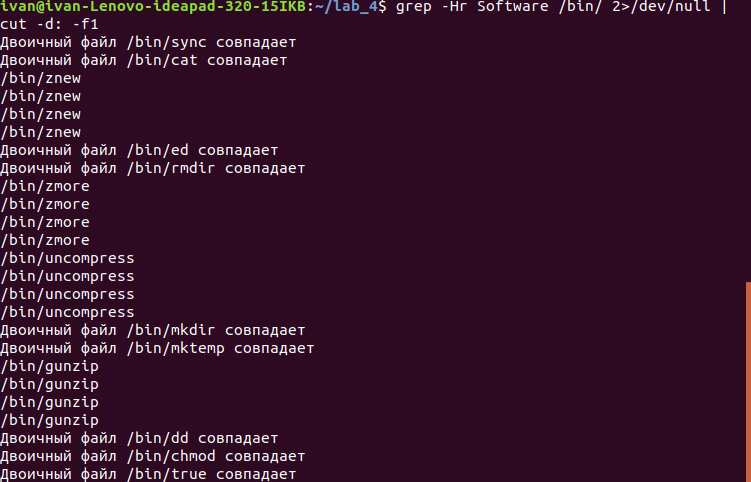 ivan@ivan-Lenovo-ideapad-320-15IKB:~/lab_4$ grep -Hr Software /bin/ 2>/dev/null |
cut -d: -f1
Двоичный файл /bin/sync совпадает
Двоичный файл /bin/cat совпадает
/bin/znew
/bin/znew
/bin/znew
/bin/znew
Двоичный файл /bin/ed совпадает
Двоичный файл /bin/rmdir совпадает
/bin/zmore
/bin/zmore
/bin/zmore
/bin/zmore
/bin/uncompress
/bin/uncompress
/bin/uncompress
/bin/uncompress
Двоичный файл /bin/mkdir совпадает
Двоичный файл /bin/mktemp совпадает
/bin/gunzip
/bin/gunzip
/bin/gunzip
/bin/gunzip
Двоичный файл /bin/dd совпадает
Двоичный файл /bin/chmod совпадает
Двоичный файл /bin/true совпадает